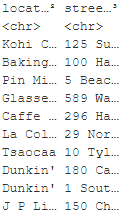 locat…² stree…³
<chr> <chr>
Kohi C… 125 Su…
Baking… 100 Ha…
Pin Mi… 5 Beac…
Glasse… 589 Wa…
Caffe … 296 Ha…
La Col… 29 Nor…
Tsaocaa 10 Tyl…
Dunkin' 180 Ca…
Dunkin' 1 Sout…
J P Li… 150 Ch…